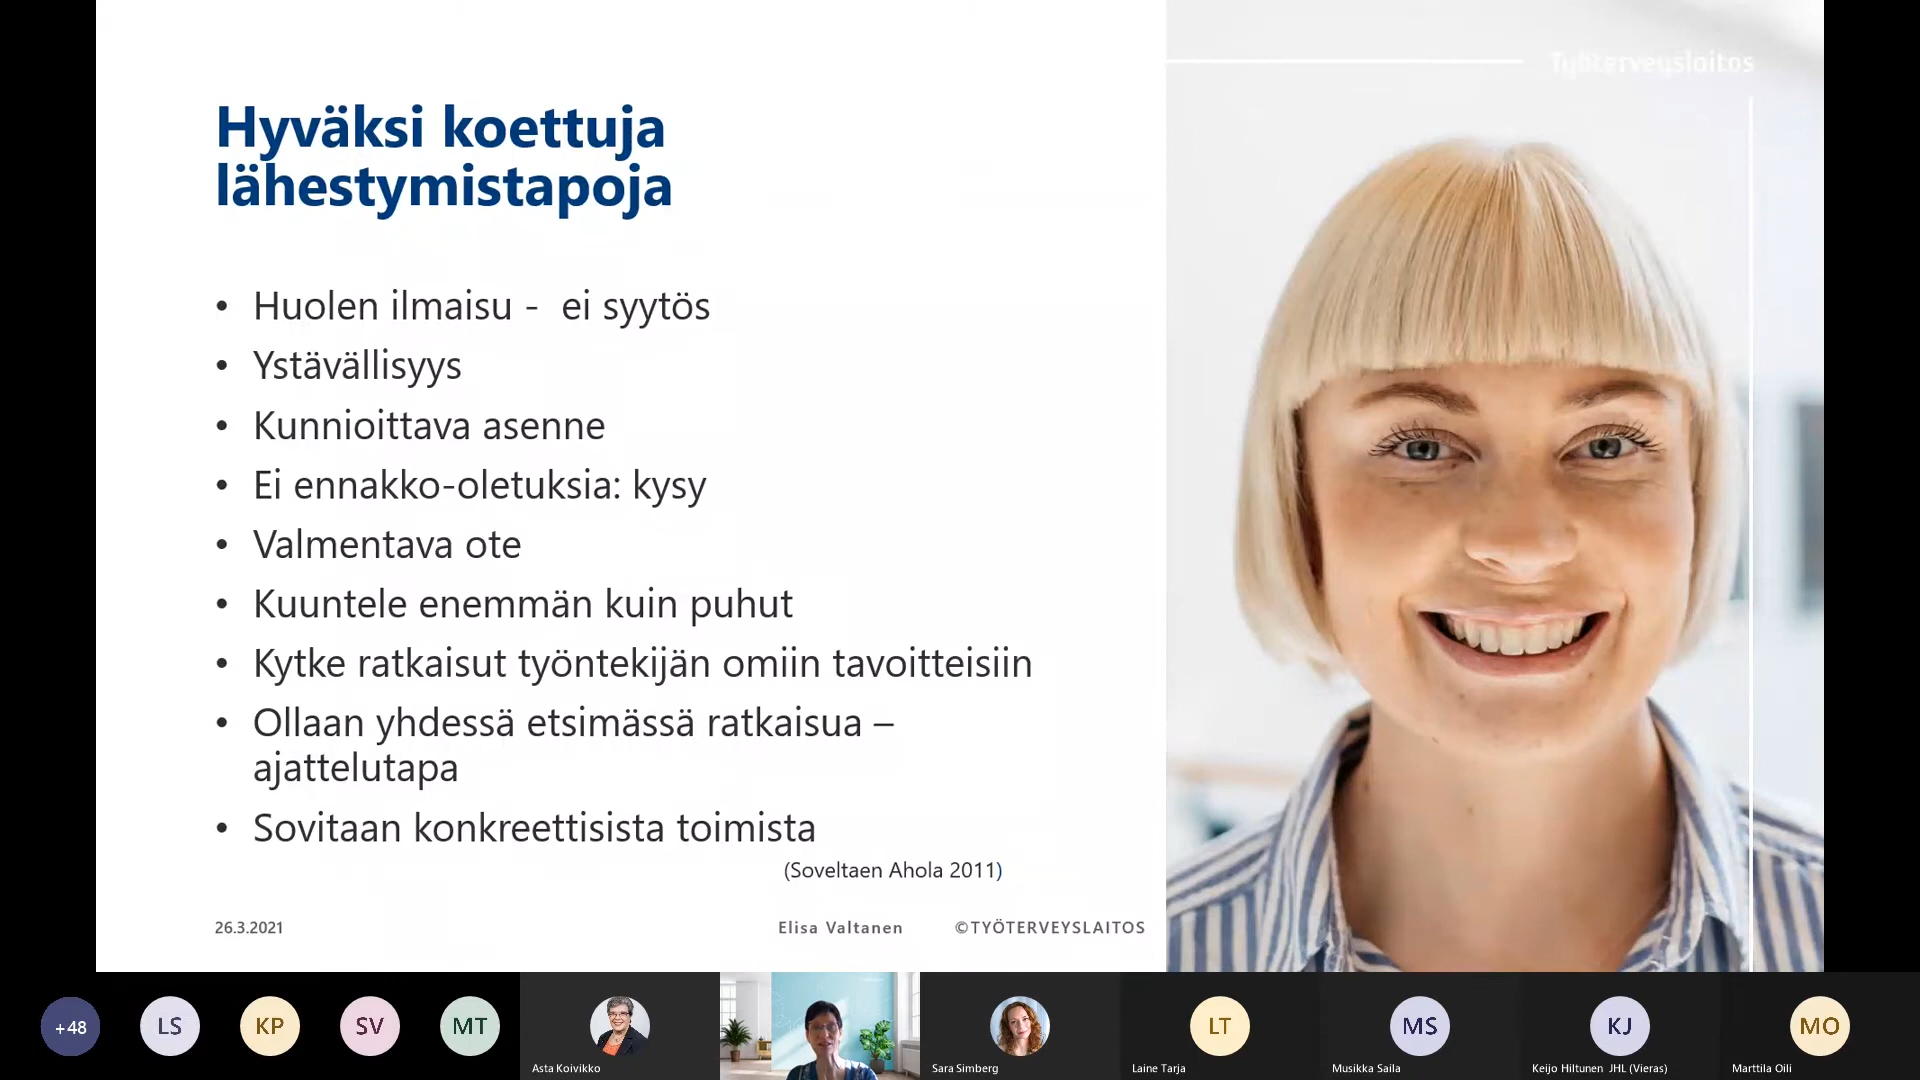 Työterveyslaitos
Hyväksi koettuja
lähestymistapoja
• Huolen ilmaisu -  ei syytös
• Ystävällisyys
• Kunnioittava asenne
• Ei ennakko-oletuksia: kysy
• Valmentava ote
• Kuuntele enemmän kuin puhut
• Kytke ratkaisut työntekijän omiin tavoitteisiin
• Ollaan yhdessä etsimässä ratkaisua –
ajattelutapa
• Sovitaan konkreettisista toimista
(Soveltaen Ahola 2011)
26.3.2021 Elisa Valtanen ©TYÖTERVEYSLAITOS
+48 LS KP SV MT LT MS KJ MO
Asta Koivikko Sara Simberg Laine Tarja Musikka Saila Keijo Hiltunen JHL (Vieras) Marttila Oili